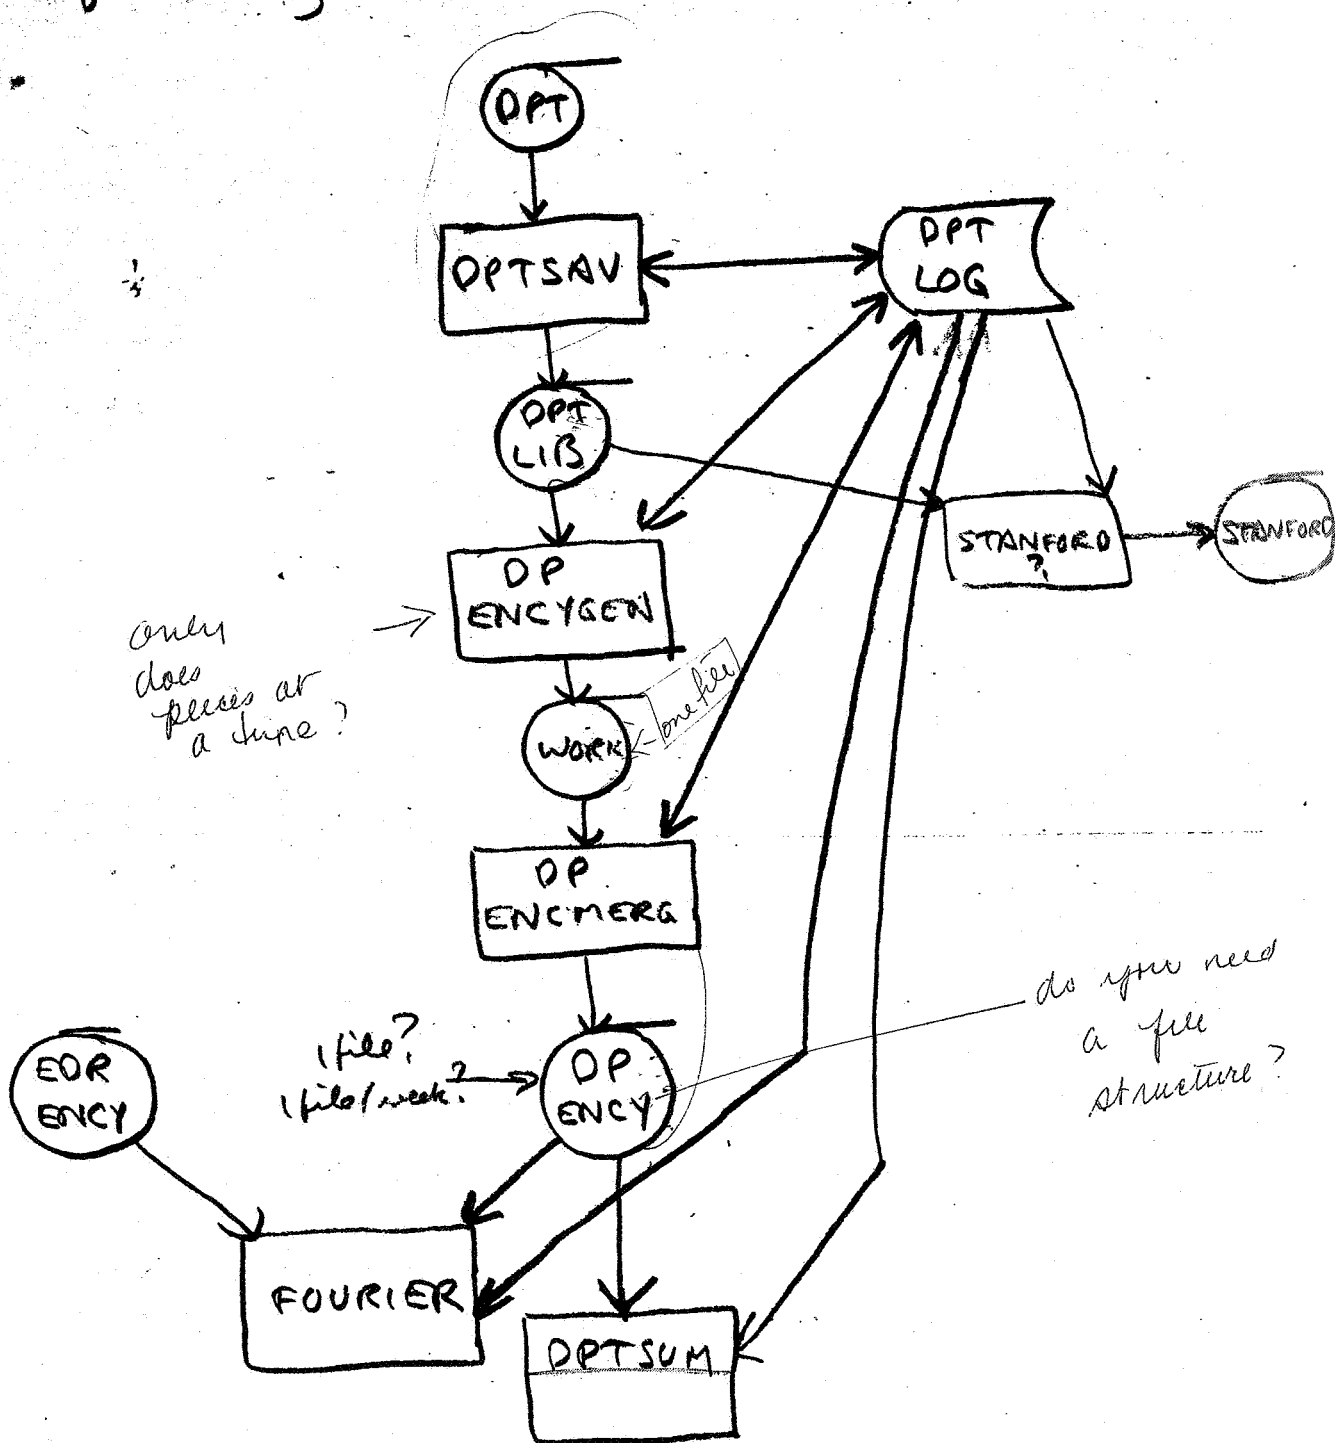 DPT
DPTSAV
DPT
LOG
DPT
LIB
STANFORD
?
STANFORD
DP
ENCYGEN
only
does
pieces at
a time?
one file
WORK
DP
ENCMERG
do you need
a file
structure?
1 file?
1 file/week?
DP
ENCY
EDR
ENCY
FOURIER
DPTSUM